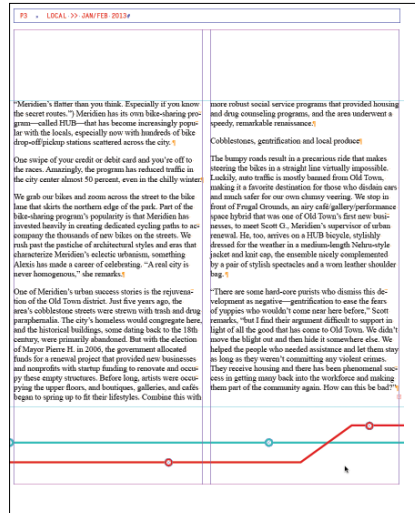 P3 . LOCAL >> JAN/FEB 2013#
“Meridien’s flatter than you think. Especially if you know
the secret routes.”) Meridien has its own bike-sharing pro-
gram—called HUB—that has become increasingly popu-
lar with the locals, especially now with hundreds of bike
drop-off/pickup stations scattered across the city. ¶
One swipe of your credit or debit card and you’re off to
the races. Amazingly, the program has reduced traffic in
the city center almost 50 percent, even in the chilly winter.
We grab our bikes and zoom across the street to the bike
lane that skirts the northern edge of the park. Part of the
bike-sharing program’s popularity is that Meridien has
invested heavily in creating dedicated cycling paths to ac-
company the thousands of new bikes on the streets. We
rush past the pastiche of architectural styles and eras that
characterize Meridien’s eclectic urbanism, something
Alexis has made a career of celebrating. “A real city is
never homogenous,” she remarks.
One of Meridien’s urban success stories is the rejuvena-
tion of the Old Town district. Just five years ago, the
area’s cobblestone streets were strewn with trash and drug
paraphernalia. The city’s homeless would congregate here,
and the historical buildings, some dating back to the 18th
century, were primarily abandoned. But with the election
of Mayor Pierre H. in 2006, the government allocated
funds for a renewal project that provided new businesses
and nonprofits with startup funding to renovate and occu-
py these empty structures. Before long, artists were occu-
pying the upper floors, and boutiques, galleries, and cafés
began to spring up to fit their lifestyles. Combine this with
more robust social service programs that provided housing
and drug counseling programs, and the area underwent a
speedy, remarkable renaissance.¶
Cobblestones, gentrification and local produce¶
The bumpy roads result in a precarious ride that makes
steering the bikes in a straight line virtually impossible.
Luckily, auto traffic is mostly banned from Old Town,
making it a favorite destination for those who disdain cars
and much safer for our own clumsy veering. We stop in
front of Frugal Grounds, an airy café/gallery/performance
space hybrid that was one of Old Town’s first new busi-
nesses, to meet Scott G., Meridien’s supervisor of urban
renewal. He, too, arrives on a HUB bicycle, stylishly
dressed for the weather in a medium-length Nehru-style
jacket and knit cap, the ensemble nicely complemented
by a pair of stylish spectacles and a worn leather shoulder
bag. ¶
“There are some hard-core purists who dismiss this de-
velopment as negative—gentrification to ease the fears
of yuppies who wouldn’t come near here before,” Scott
remarks, “but I find their argument difficult to support in
light of all the good that has come to Old Town. We didn’t
move the blight out and then hide it somewhere else. We
helped the people who needed assistance and let them stay
as long as they weren’t committing any violent crimes.
They receive housing and there has been phenomenal suc-
cess in getting many back into the workforce and making
them part of the community again. How can this be bad?”¶